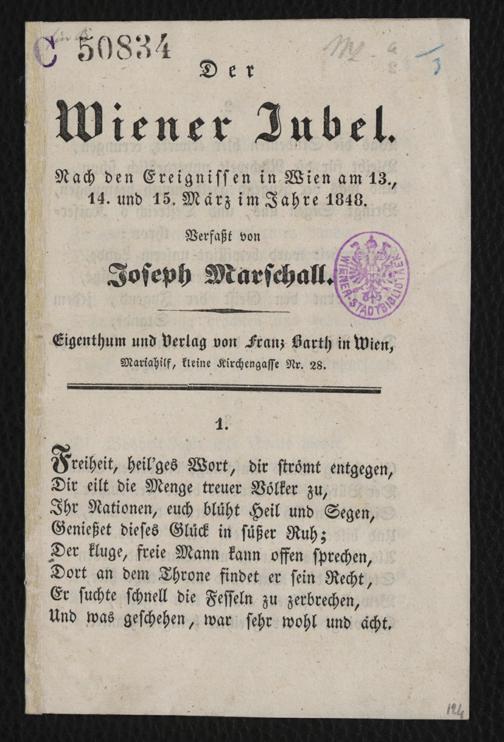 C 50834
Der
Wiener Jubel.
Nach den Ereignissen in Wien am 13.,
14. und 15. März im Jahre 1848.
Verfaßt von
Joseph Marschall.
WIENER-STADTBIBLIOTHEK
Eigenthum und Verlag von Franz Barth in Wien,
Mariahilf, kleine Kirchengasse Nr. 28.
1.
Freiheit, heil'ges Wort, dir strömt entgegen,
Dir eilt die Menge treuer Völker zu,
Ihr Nationen, euch blüht Heil und Segen,
Genießet dieses Glück in süßer Ruh;
Der kluge, freie Mann kann offen sprechen,
Dort an dem Throne findet er sein Recht,
Er suchte schnell die Fesseln zu zerbrechen,
Und was geschehen, war sehr wohl und ächt.
124